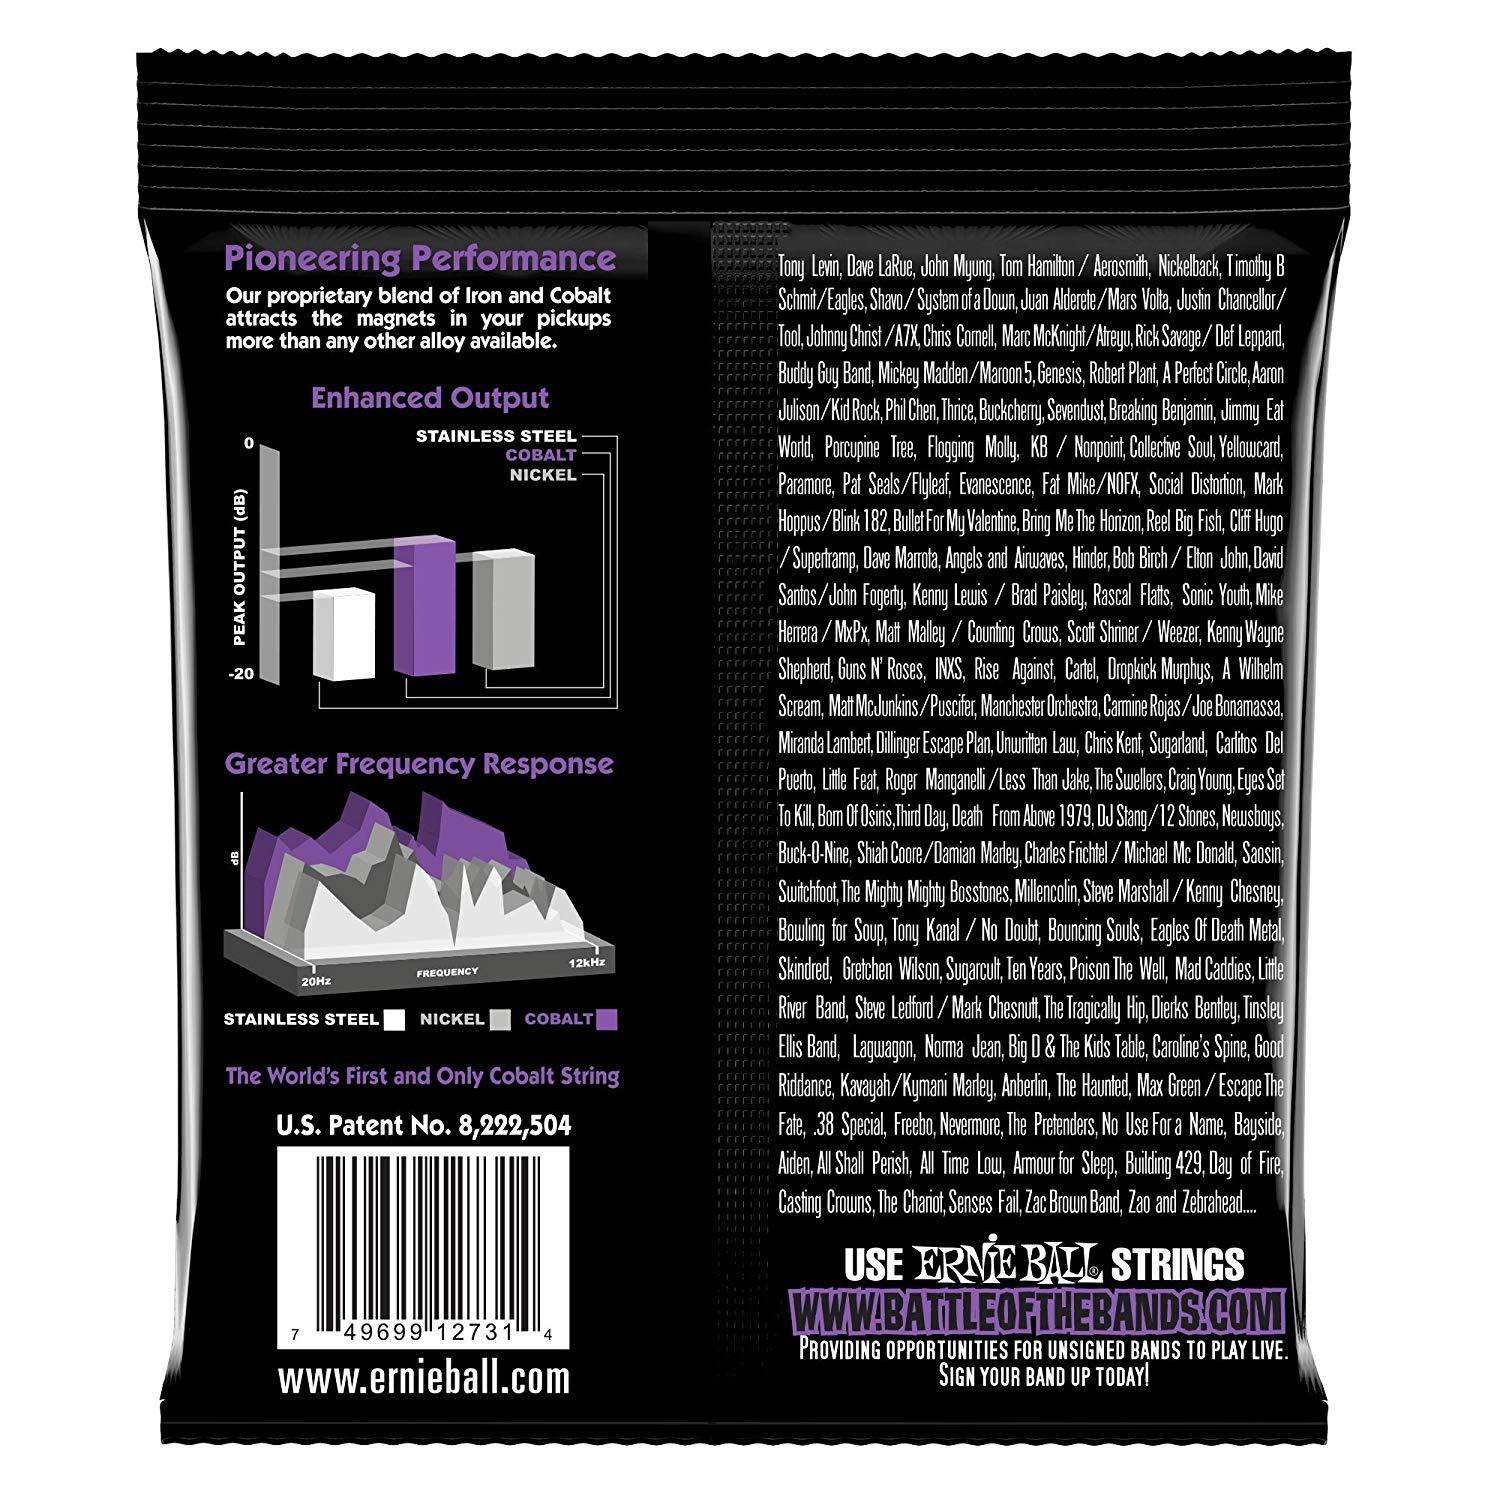 Pioneering Performance
Our proprietary blend of Iron and Cobalt
attracts the magnets in your pickups
more than any other alloy available.
Enhanced Output
STAINLESS STEEL
COBALT
NICKEL
0
PEAK OUTPUT (dB)
-20
Greater Frequency Response
dB
20Hz
FREQUENCY
12kHz
STAINLESS STEEL NICKEL COBALT
The World's First and Only Cobalt String
U.S. Patent No. 8,222,504
7 49699 12731 4
www.ernieball.com
Tony Levin, Dave LaRue, John Myung, Tom Hamilton / Aerosmith, Nickelback, Timothy B
Schmit/Eagles, Shavo/ System of a Down, Juan Alderete/Mars Volta, Justin Chancellor/
Tool, Johnny Christ /A7X, Chris Cornell, Marc McKnight/Atreyu, Rick Savage/ Def Leppard,
Buddy Guy Band, Mickey Madden/Maroon 5, Genesis, Robert Plant, A Perfect Circle, Aaron
Julison/Kid Rock, Phil Chen, Thrice, Buckcherry, Sevendust, Breaking Benjamin, Jimmy Eat
World, Porcupine Tree, Flogging Molly, KB / Nonpoint, Collective Soul, Yellowcard,
Paramore, Pat Seals/Flyleaf, Evanescence, Fat Mike/NOFX, Social Distortion, Mark
Hoppus/Blink 182, Bullet For My Valentine, Bring Me The Horizon, Reel Big Fish, Cliff Hugo
/ Supertramp, Dave Marrota, Angels and Airwaves, Hinder, Bob Birch / Elton John, David
Santos/John Fogerty, Kenny Lewis / Brad Paisley, Rascal Flatts, Sonic Youth, Mike
Herrera / MxPx, Matt Malley / Counting Crows, Scott Shriner / Weezer, Kenny Wayne
Shepherd, Guns N' Roses, INXS, Rise Against, Cartel, Dropkick Murphys, A Wilhelm
Scream, Matt McJunkins/Puscifer, Manchester Orchestra, Carmine Rojas/Joe Bonamassa,
Miranda Lambert, Dillinger Escape Plan, Unwritten Law, Chris Kent, Sugarland, Carlitos Del
Puerto, Little Feat, Roger Manganelli /Less Than Jake, The Swellers, Craig Young, Eyes Set
To Kill, Born Of Osiris, Third Day, Death From Above 1979, DJ Stang/12 Stones, Newsboys,
Buck-O-Nine, Shiah Coore/Damian Marley, Charles Frichtel / Michael Mc Donald, Saosin,
Switchfoot, The Mighty Mighty Bosstones, Millencolin, Steve Marshall / Kenny Chesney,
Bowling for Soup, Tony Kanal / No Doubt, Bouncing Souls, Eagles Of Death Metal,
Skindred, Gretchen Wilson, Sugarcult, Ten Years, Poison The Well, Mad Caddies, Little
River Band, Steve Ledford / Mark Chesnutt, The Tragically Hip, Dierks Bentley, Tinsley
Ellis Band, Lagwagon, Norma Jean, Big D & The Kids Table, Caroline's Spine, Good
Riddance, Kavayah/Kymani Marley, Anberlin, The Haunted, Max Green / Escape The
Fate, .38 Special, Freebo, Nevermore, The Pretenders, No Use For a Name, Bayside,
Aiden, All Shall Perish, All Time Low, Armour for Sleep, Building 429, Day of Fire,
Casting Crowns, The Chariot, Senses Fail, Zac Brown Band, Zao and Zebrahead....
USE ERNIE BALL® STRINGS
WWW.BATTLEOFTHEBANDS.COM
PROVIDING OPPORTUNITIES FOR UNSIGNED BANDS TO PLAY LIVE.
SIGN YOUR BAND UP TODAY!